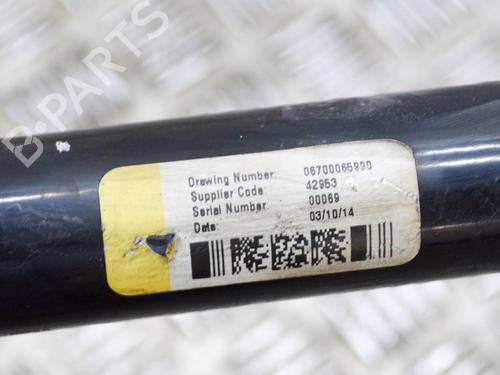 B-PARTS
Drawing Number: 06700065990
Supplier Code: 42953
Serial Number: 00069
Date: 03/10/14